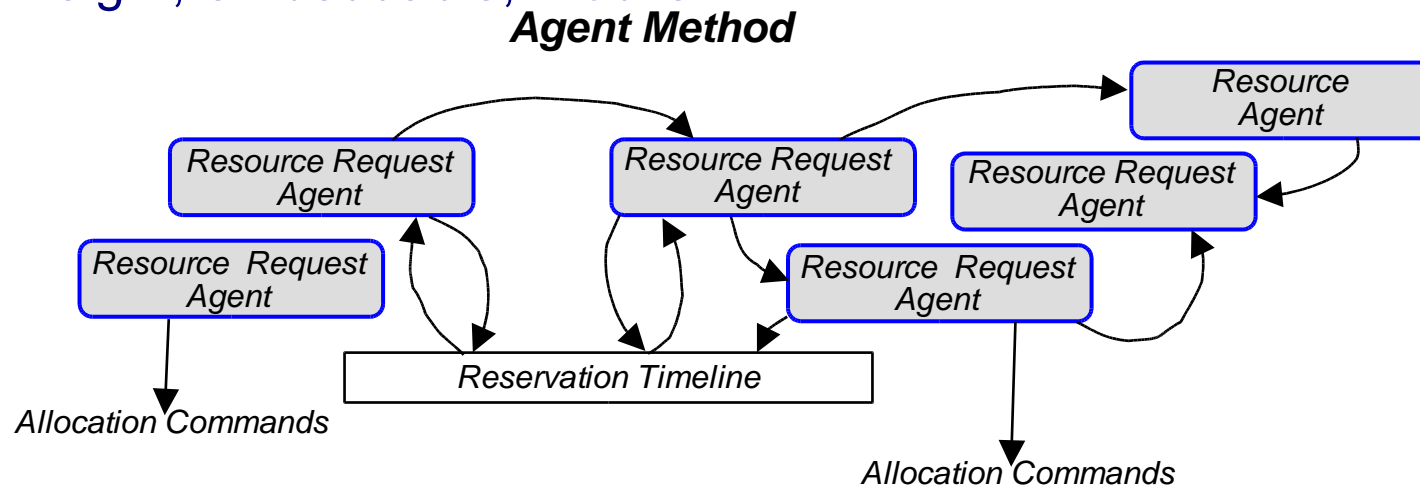 Agent Method
Resource
Agent
Resource Request
Agent
Resource Request
Agent
Resource Request
Agent
Resource  Request
Agent
Resource  Request
Agent
Reservation Timeline
Allocation Commands
Allocation Commands